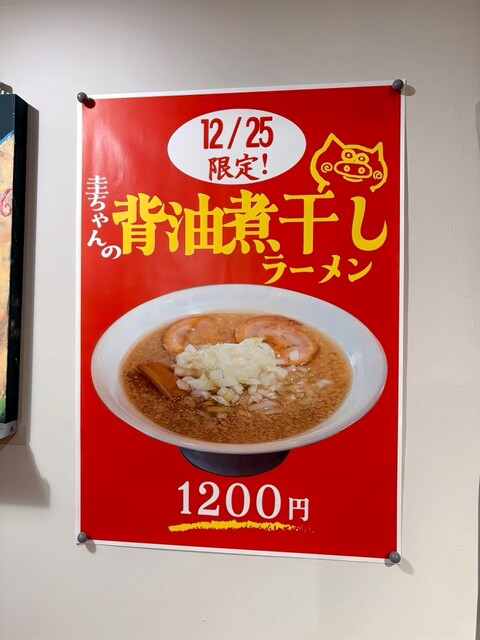 12/25
限定!
圭ちゃんの
背油煮干し
ラーメン
1200円